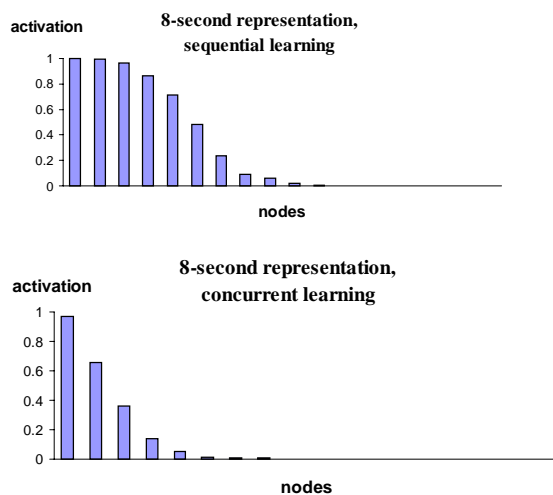 8-second representation,
sequential learning
activation
1
0.8
0.6
0.4
0.2
0
nodes
8-second representation,
concurrent learning
activation
1
0.8
0.6
0.4
0.2
0
nodes